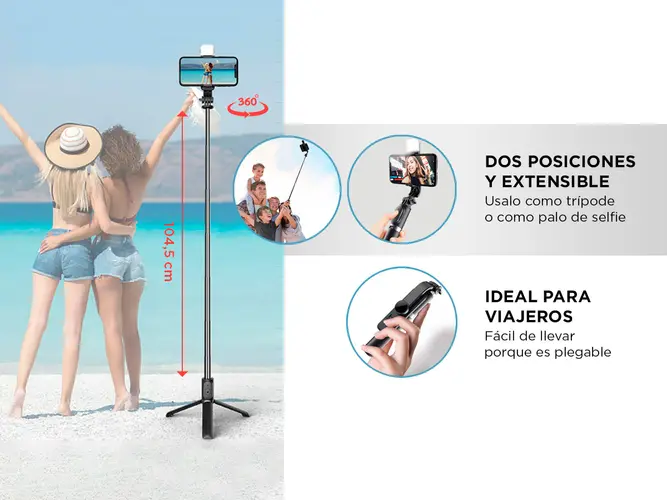 360°
104,5 cm
DOS POSICIONES
Y EXTENSIBLE
Usalo como trípode
o como palo de selfie
IDEAL PARA
VIAJEROS
Fácil de llevar
porque es plegable